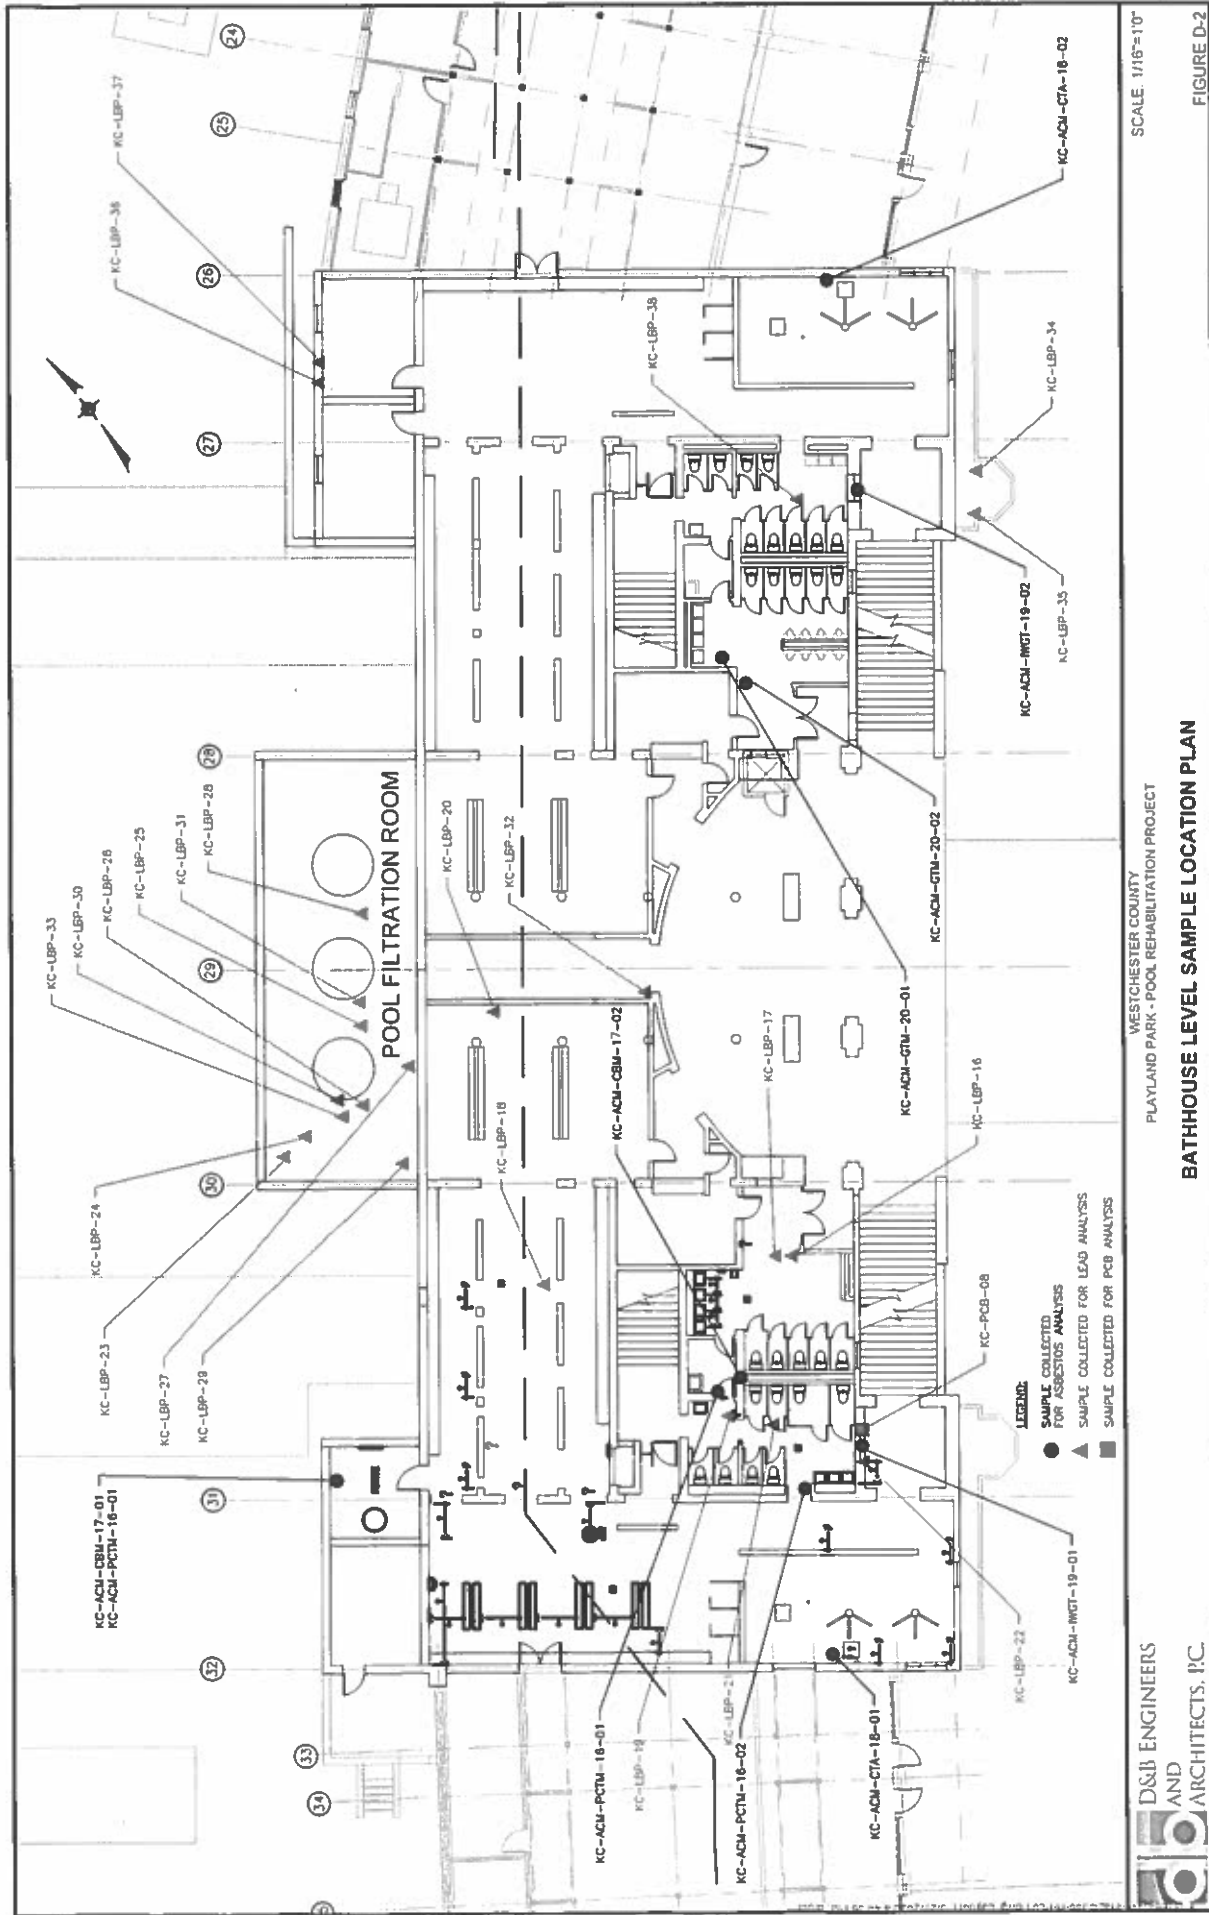 24
25
26
27
28
29
30
31
32
33
34
KC-LBP-37
KC-LBP-36
KC-ACM-CTA-18-02
KC-LBP-38
KC-LBP-34
KC-LBP-35
KC-ACM-IWGT-19-02
KC-ACM-GTM-20-02
KC-ACM-GTM-20-01
KC-LBP-33
KC-LBP-30
KC-LBP-26
KC-LBP-25
KC-LBP-31
KC-LBP-28
POOL FILTRATION ROOM
KC-LBP-20
KC-LBP-32
KC-LBP-24
KC-LBP-23
KC-LBP-27
KC-LBP-29
KC-LBP-18
KC-ACM-CBM-17-02
KC-LBP-17
KC-LBP-16
KC-PCB-08
KC-ACM-CBM-17-01
KC-ACM-PCTM-16-01
KC-ACM-PCTM-16-01
KC-LBP-19
KC-LBP-21
KC-ACM-PCTM-16-02
KC-ACM-CTA-18-01
KC-LBP-22
KC-ACM-IWGT-19-01
LEGEND:
SAMPLE COLLECTED
FOR ASBESTOS ANALYSIS
SAMPLE COLLECTED FOR LEAD ANALYSIS
SAMPLE COLLECTED FOR PCB ANALYSIS
D&B ENGINEERS
AND
ARCHITECTS, P.C.
WESTCHESTER COUNTY
PLAYLAND PARK - POOL REHABILITATION PROJECT
BATHHOUSE LEVEL SAMPLE LOCATION PLAN
SCALE: 1/16"=1'0"
FIGURE D-2